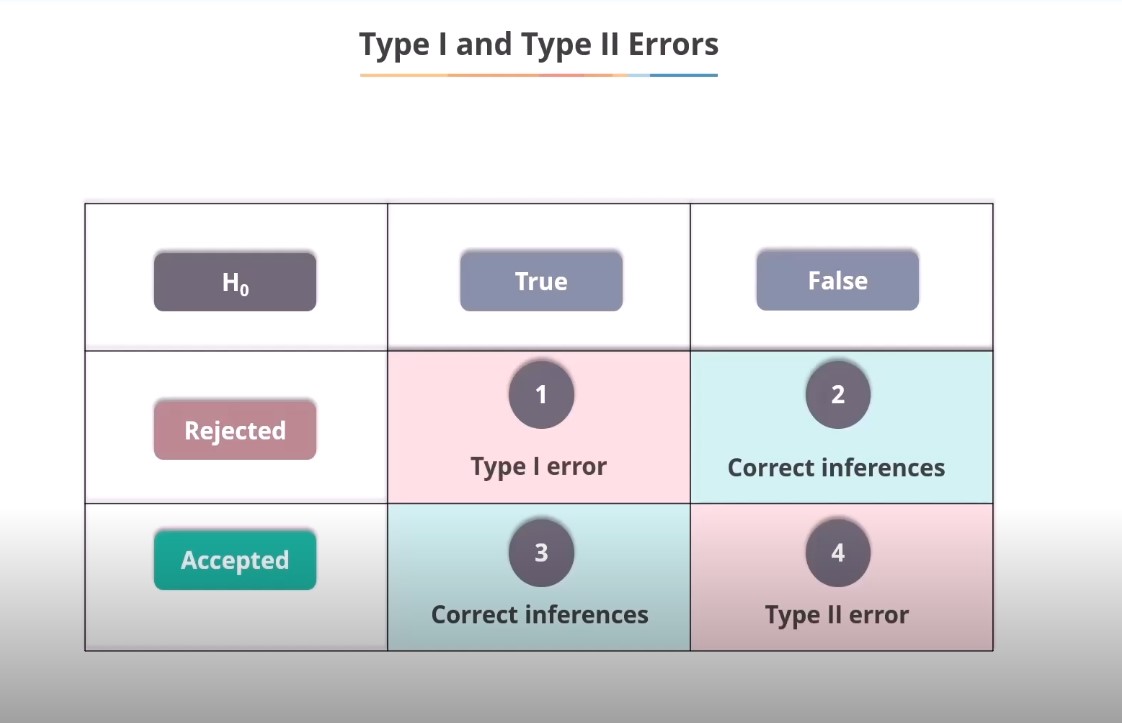 Type I and Type II Errors
H₀ True False
Rejected
1
Type I error
2
Correct inferences
Accepted
3
Correct inferences
4
Type II error